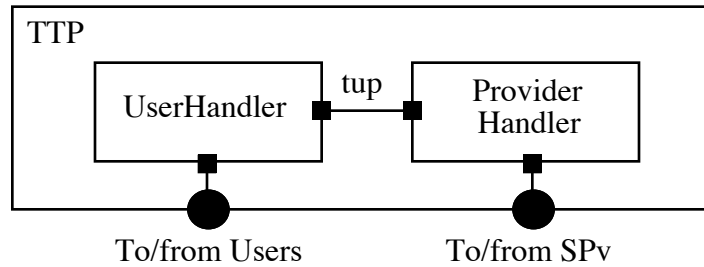 TTP
UserHandler
tup
Provider
Handler
To/from Users
To/from SPv